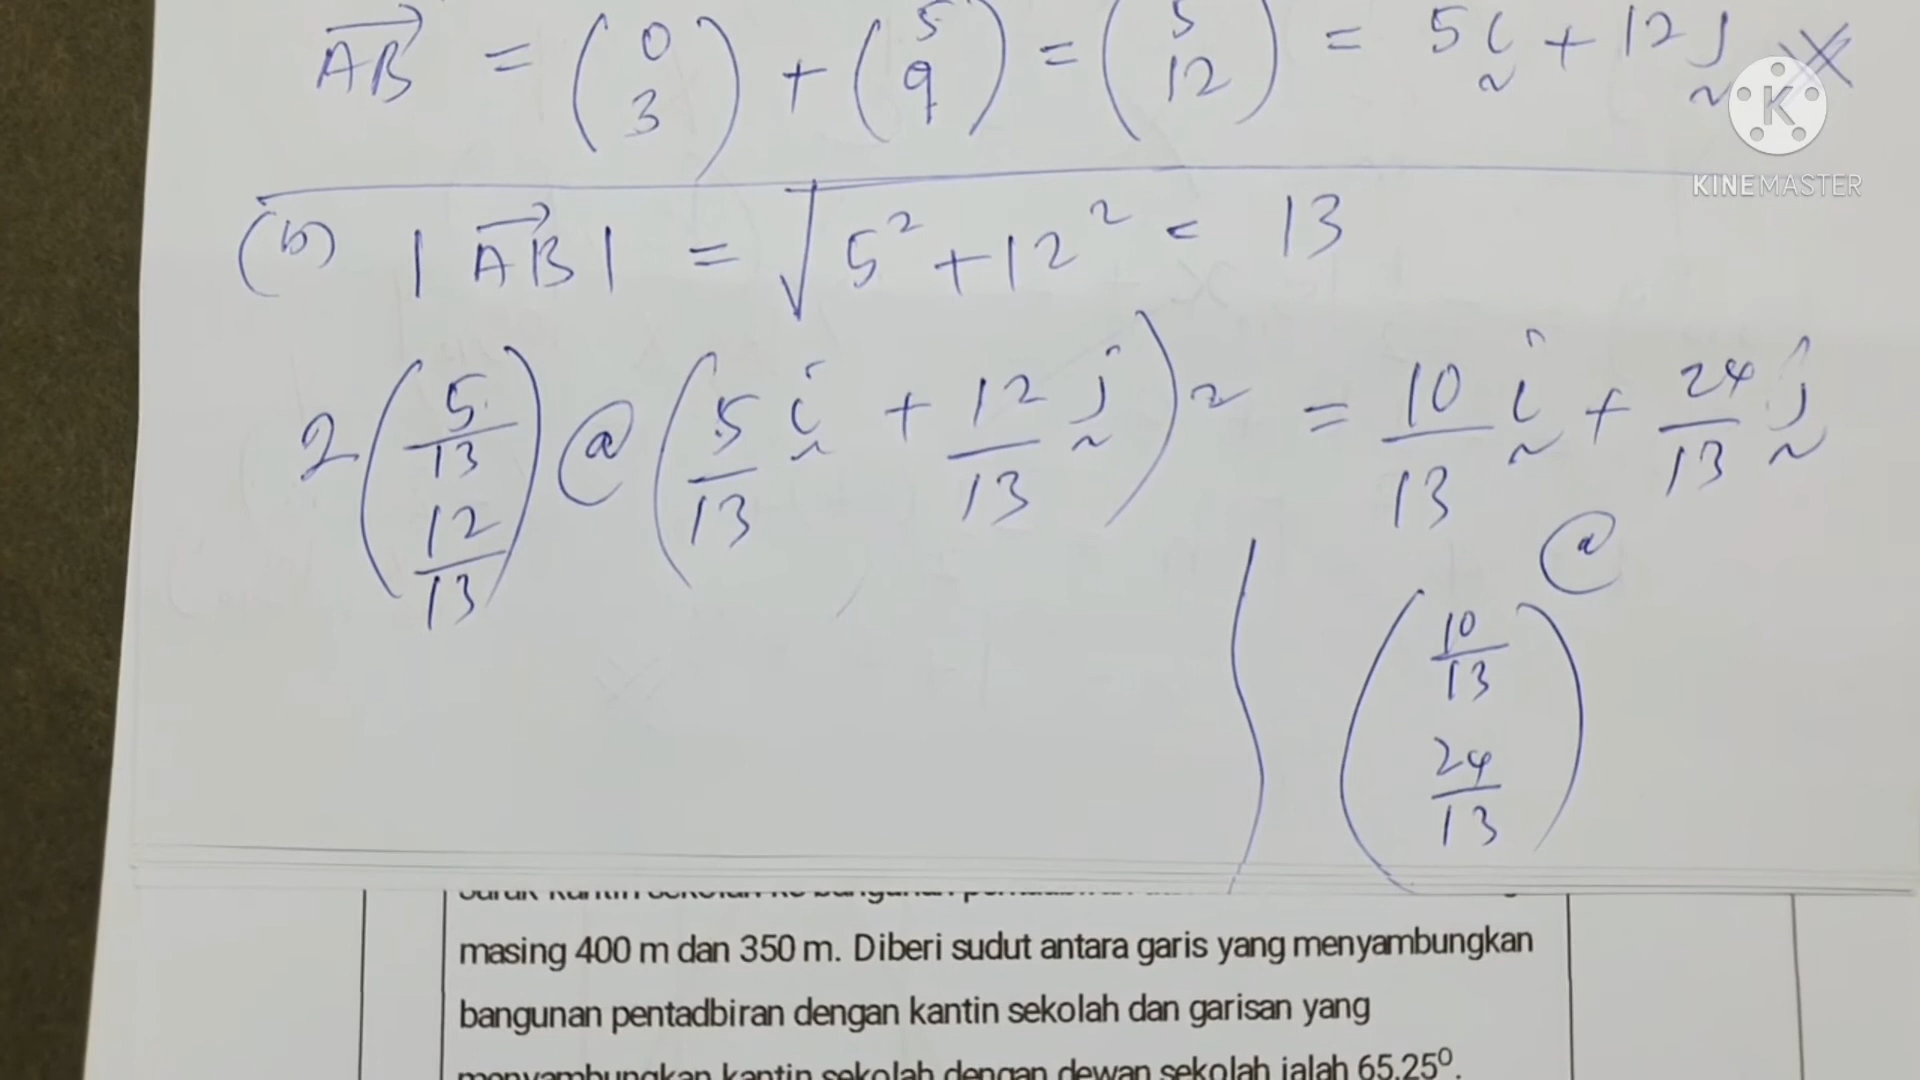 AB = (0 3) + (5 9) = (5 12) = 5i + 12j
K
KINEMASTER
(b) |AB| = √5² + 12² = 13
2(5/13 12/13) @ (5/13 i + 12/13 j)2 = 10/13 i + 24/13 j
@
(10/13 24/13)
masing 400 m dan 350 m. Diberi sudut antara garis yang menyambungkan
bangunan pentadbiran dengan kantin sekolah dan garisan yang
menyambungkan kantin sekolah dengan dewan sekolah ialah 65.25⁰.